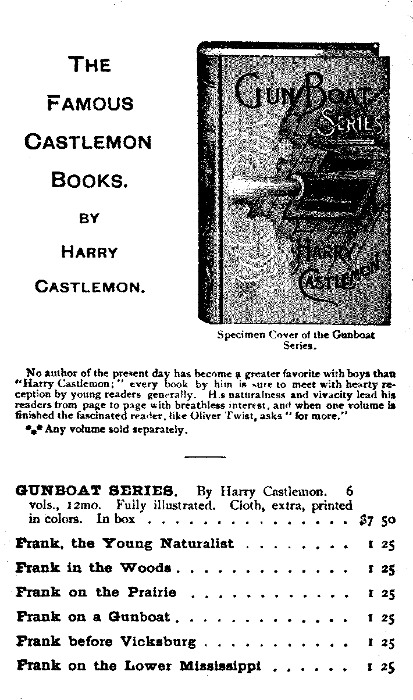 THE
FAMOUS
CASTLEMON
BOOKS.
BY
HARRY
CASTLEMON.
GUNBOAT
SERIES
HARRY
CASTLEMON
Specimen Cover of the Gunboat
Series.
No author of the present day has become a greater favorite with boys than
"Harry Castlemon;" every book by him is sure to meet with hearty re-
ception by young readers generally. His naturalness and vivacity lead his
readers from page to page with breathless interest, and when one volume is
finished the fascinated reader, like Oliver Twist, asks "for more."
*** Any volume sold separately.
GUNBOAT SERIES. By Harry Castlemon. 6
vols., 12mo. Fully illustrated. Cloth, extra, printed
in colors. In box . . . . . . . . . . . . $7 50
Frank, the Young Naturalist . . . . . . . . 1 25
Frank in the Woods . . . . . . . . . . . . 1 25
Frank on the Prairie . . . . . . . . . . . 1 25
Frank on a Gunboat . . . . . . . . . . . . 1 25
Frank before Vicksburg . . . . . . . . . . 1 25
Frank on the Lower Mississippi . . . . . . 1 25